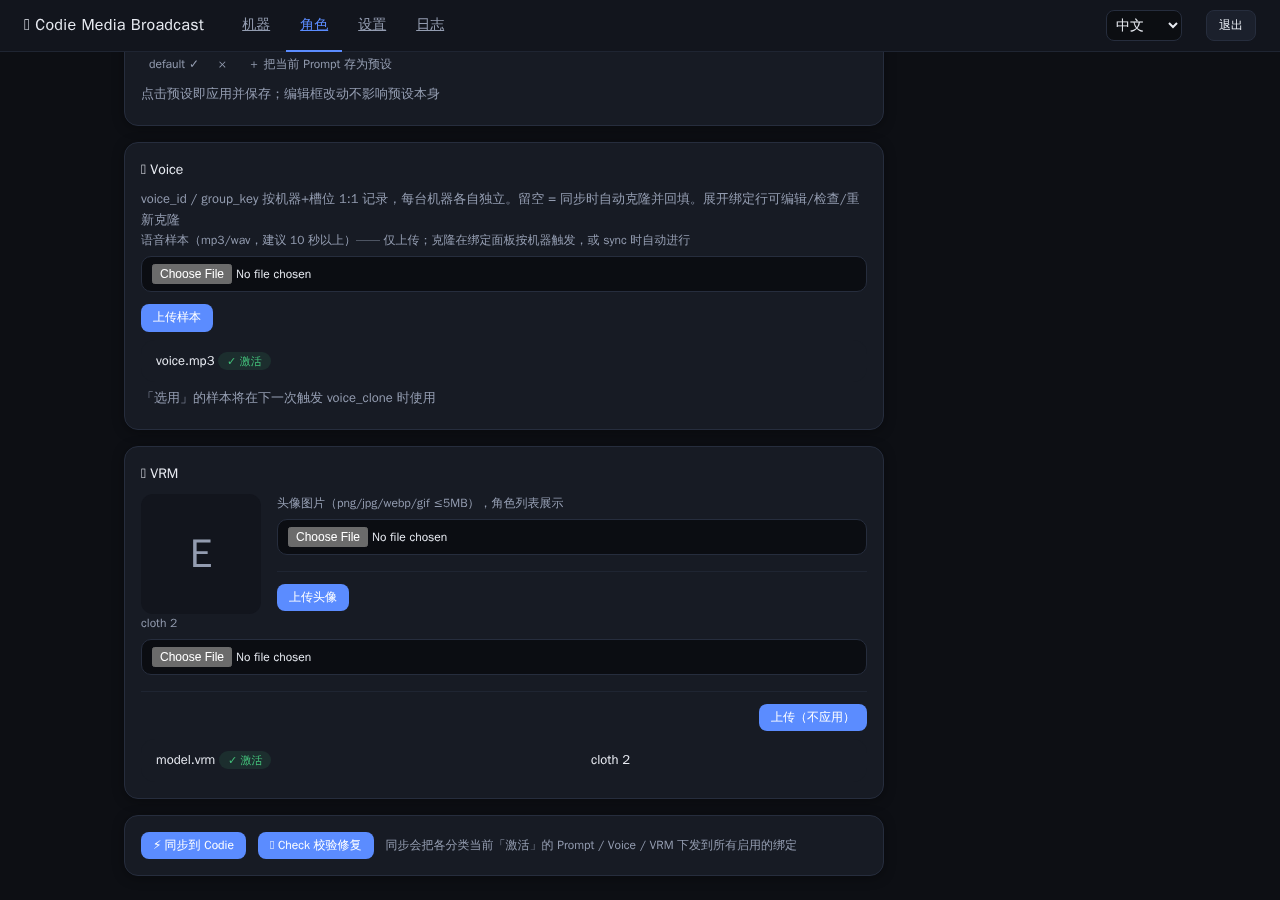 Codie Media Broadcast 机器 角色 设置 日志 中文 退出
default ✓ × + 把当前 Prompt 存为预设
点击预设即应用并保存；编辑框改动不影响预设本身
Voice
voice_id / group_key 按机器+槽位 1:1 记录，每台机器各自独立。留空 = 同步时自动克隆并回填。展开绑定行可编辑/检查/重
新克隆
语音样本（mp3/wav，建议 10 秒以上）—— 仅上传；克隆在绑定面板按机器触发，或 sync 时自动进行
Choose File No file chosen
上传样本
voice.mp3 ✓ 激活
「选用」的样本将在下一次触发 voice_clone 时使用
VRM
E
头像图片（png/jpg/webp/gif ≤5MB），角色列表展示
Choose File No file chosen
上传头像
cloth 2
Choose File No file chosen
上传（不应用）
model.vrm ✓ 激活 cloth 2
⚡ 同步到 Codie Check 校验修复 同步会把各分类当前「激活」的 Prompt / Voice / VRM 下发到所有启用的绑定